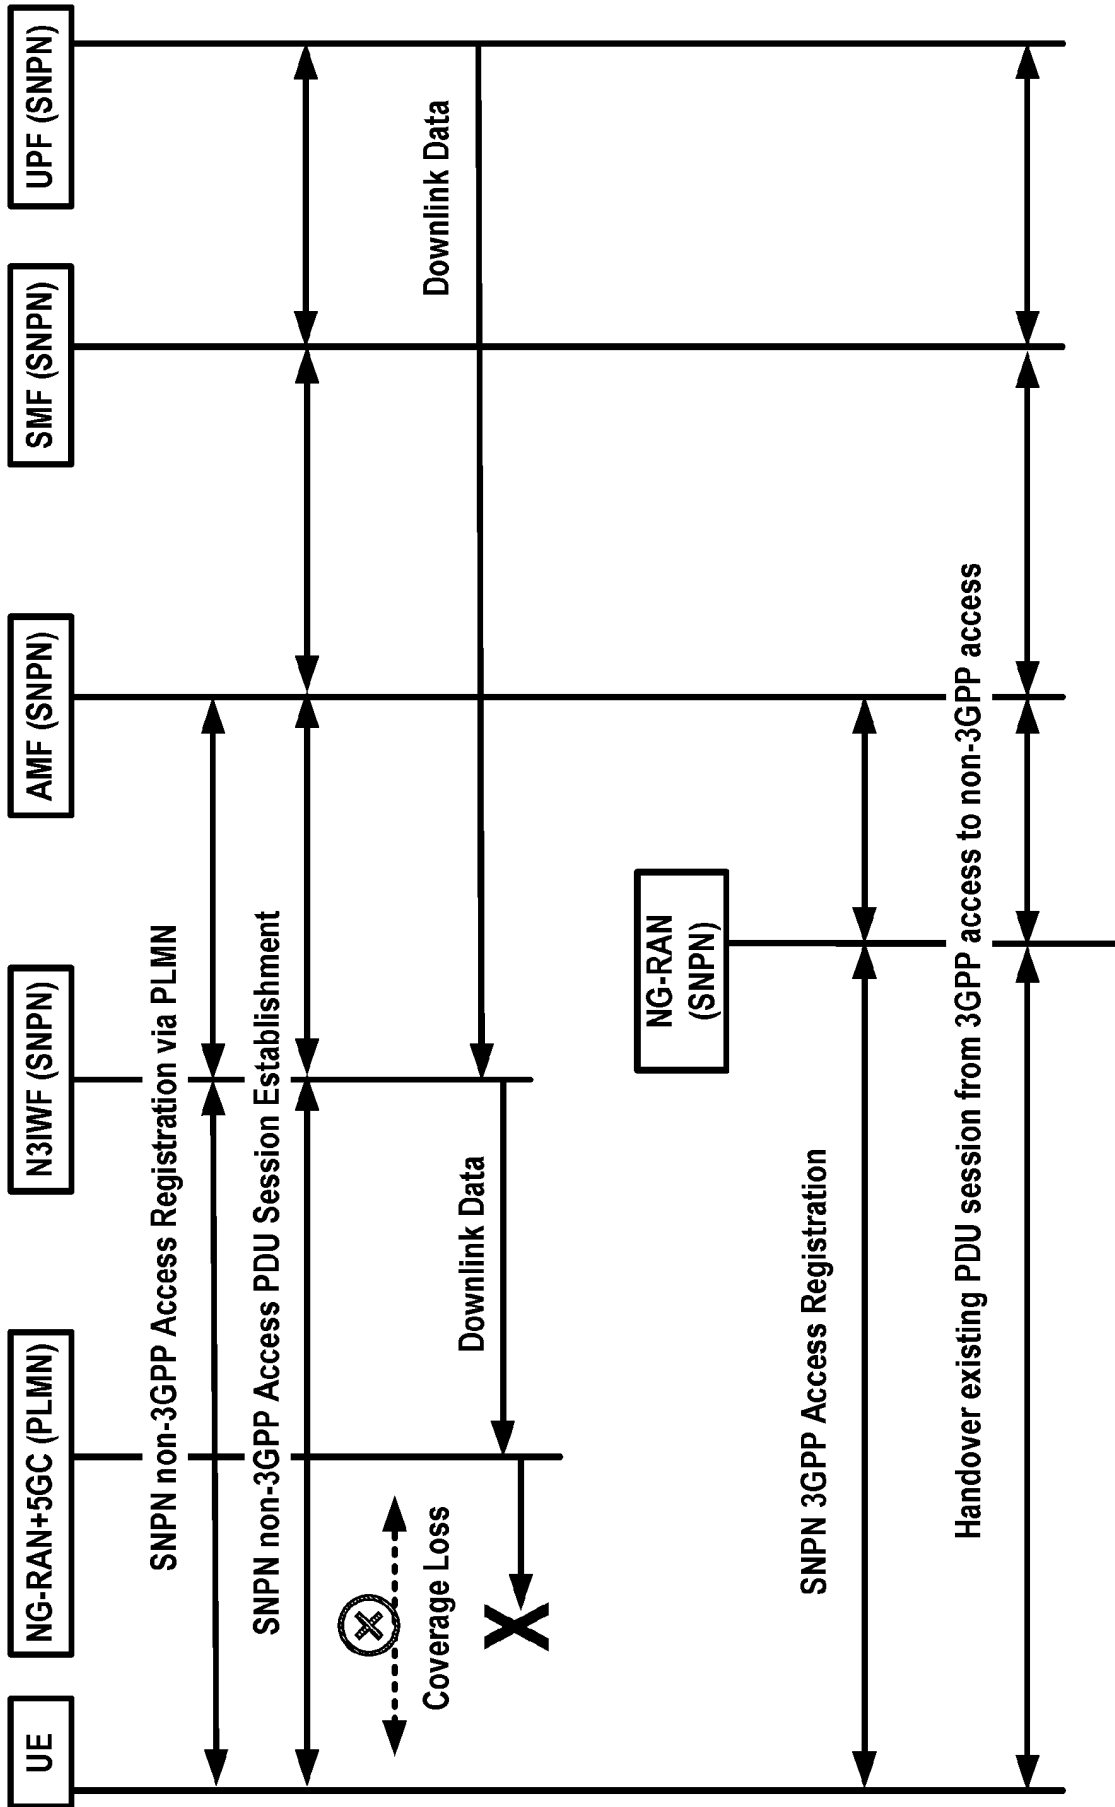 UE
NG-RAN+5GC (PLMN)
N3IWF (SNPN)
AMF (SNPN)
SMF (SNPN)
UPF (SNPN)
SNPN non-3GPP Access Registration via PLMN
SNPN non-3GPP Access PDU Session Establishment
Coverage Loss
Downlink Data
Downlink Data
X
NG-RAN
(SNPN)
SNPN 3GPP Access Registration
Handover existing PDU session from 3GPP access to non-3GPP access